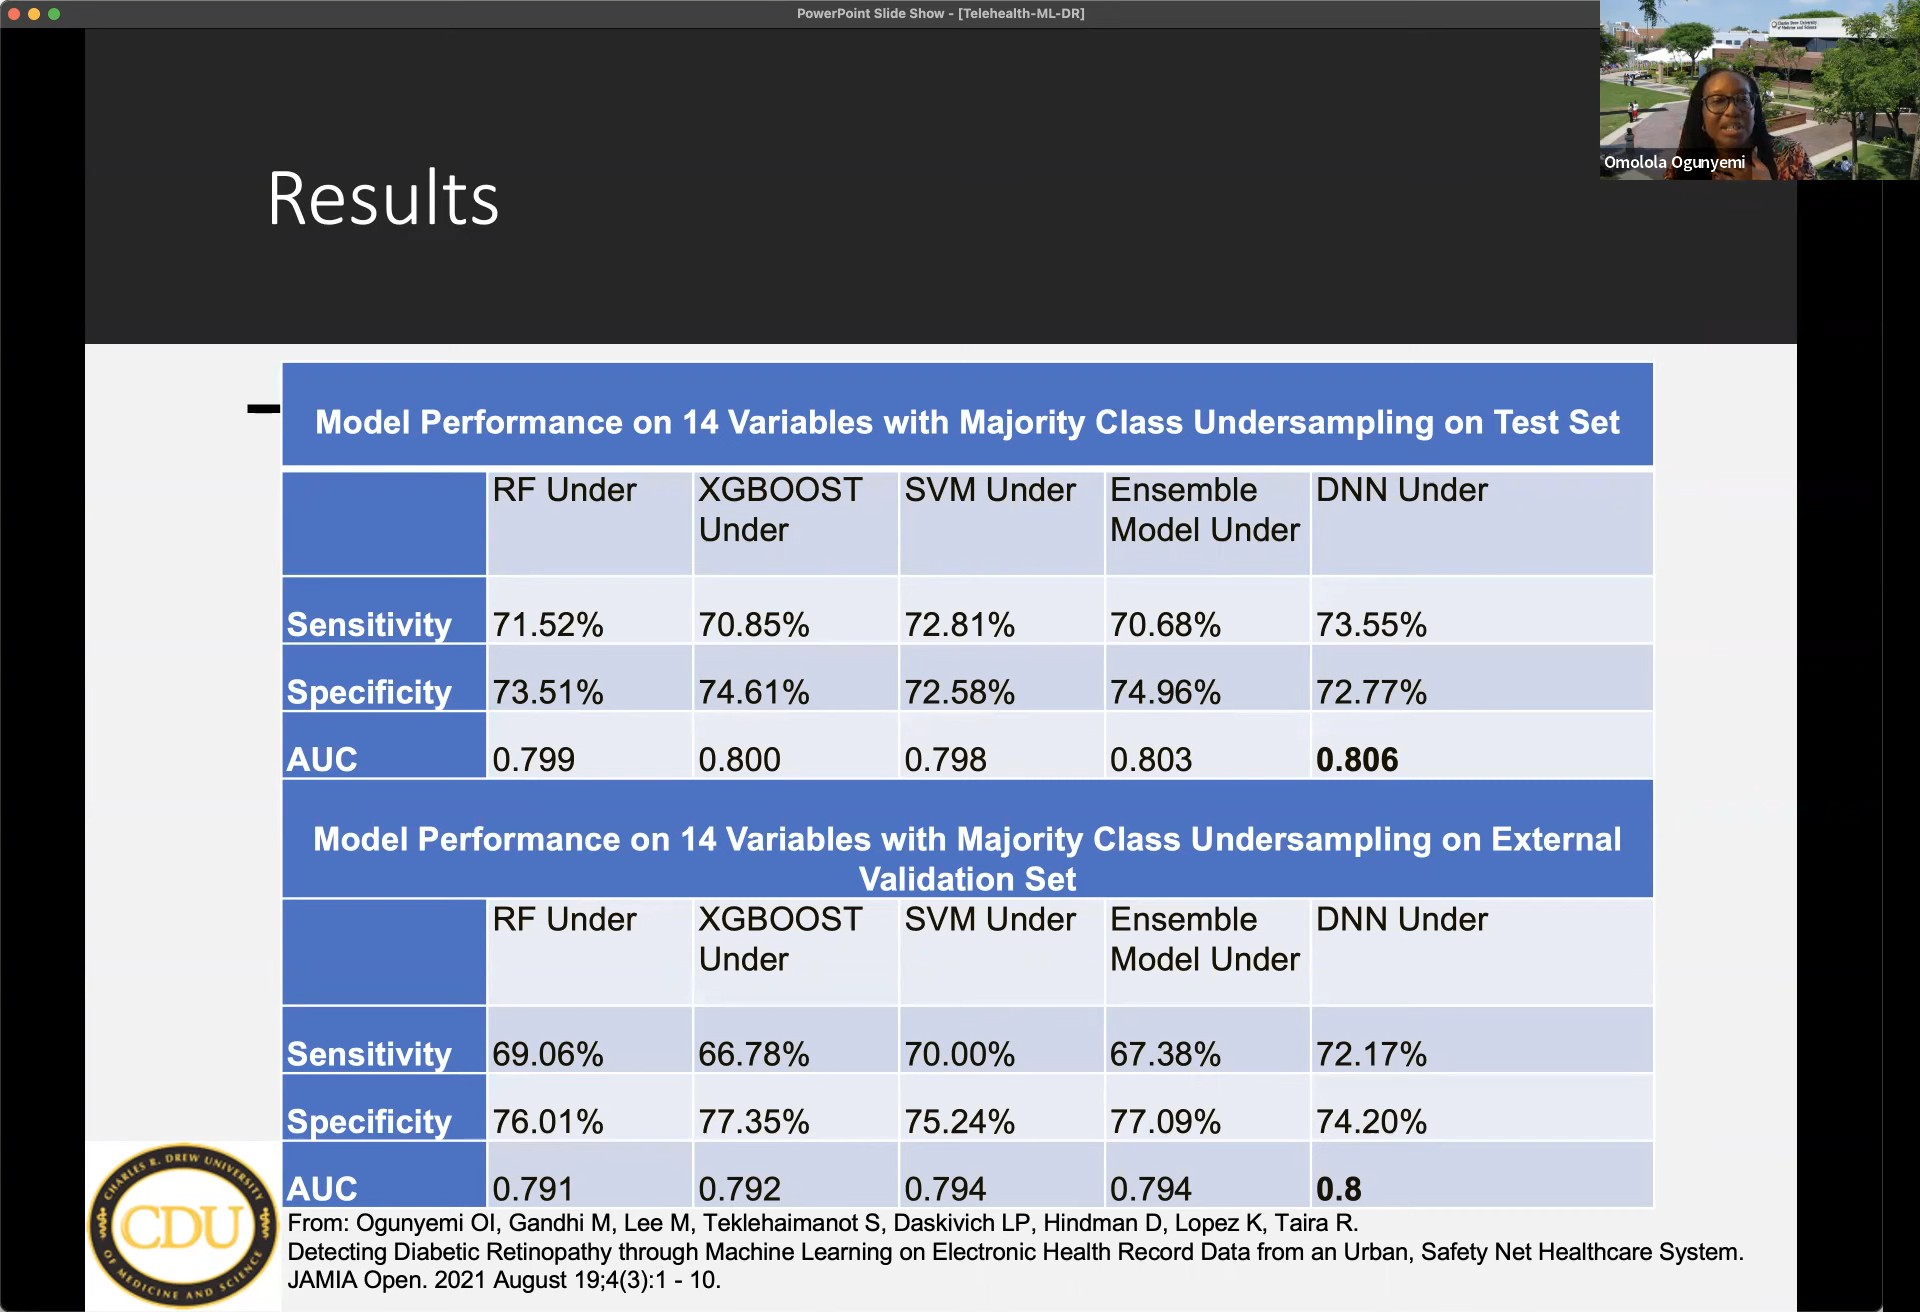 PowerPoint Slide Show - [Telehealth-ML-DR]
Charles Drew University
of Medicine and Science
Omolola Ogunyemi
Results
Model Performance on 14 Variables with Majority Class Undersampling on Test Set
RF Under XGBOOST Under SVM Under Ensemble Model Under DNN Under
Sensitivity 71.52% 70.85% 72.81% 70.68% 73.55%
Specificity 73.51% 74.61% 72.58% 74.96% 72.77%
AUC 0.799 0.800 0.798 0.803 0.806
Model Performance on 14 Variables with Majority Class Undersampling on External
Validation Set
RF Under XGBOOST Under SVM Under Ensemble Model Under DNN Under
Sensitivity 69.06% 66.78% 70.00% 67.38% 72.17%
Specificity 76.01% 77.35% 75.24% 77.09% 74.20%
AUC 0.791 0.792 0.794 0.794 0.8
CHARLES R. DREW UNIVERSITY
CDU
OF MEDICINE AND SCIENCE
From: Ogunyemi OI, Gandhi M, Lee M, Teklehaimanot S, Daskivich LP, Hindman D, Lopez K, Taira R.
Detecting Diabetic Retinopathy through Machine Learning on Electronic Health Record Data from an Urban, Safety Net Healthcare System.
JAMIA Open. 2021 August 19;4(3):1 - 10.